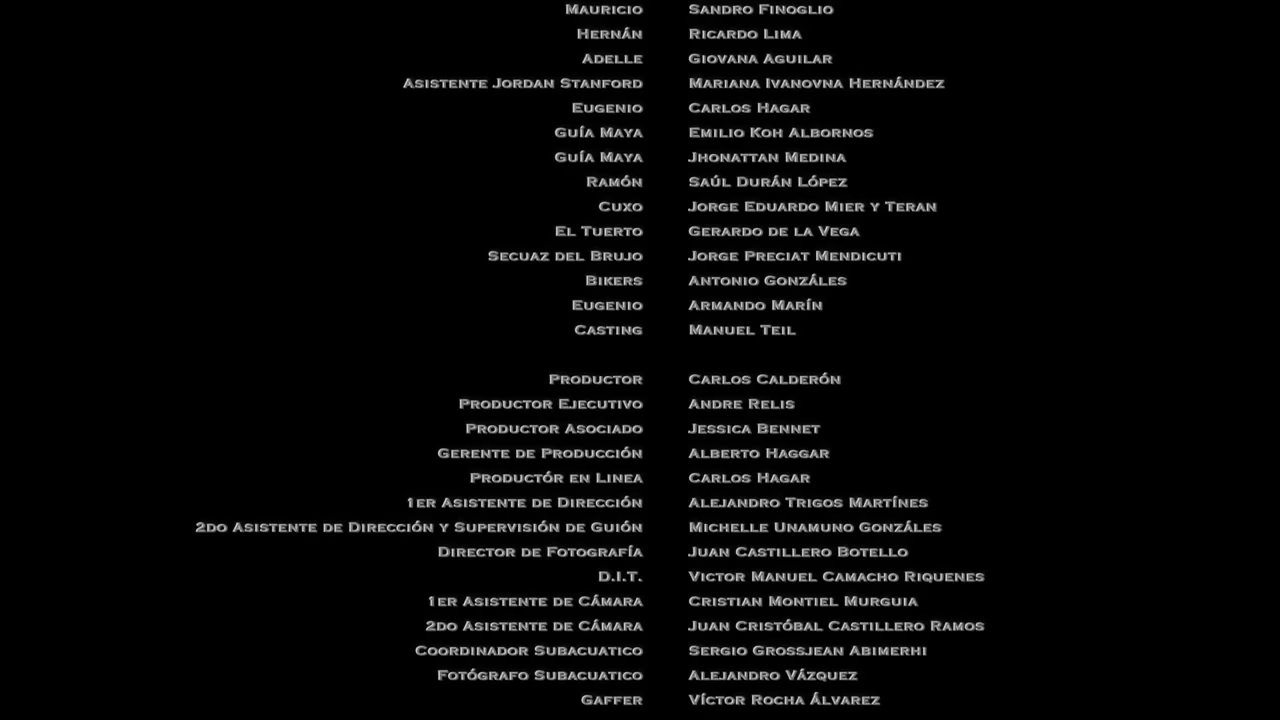 Mauricio Sandro Finoglio
Hernán Ricardo Lima
Adelle Giovana Aguilar
Asistente Jordan Stanford Mariana Ivanovna Hernández
Eugenio Carlos Hagar
Guía Maya Emilio Koh Albornos
Guía Maya Jhonattan Medina
Ramón Saúl Durán López
Cuxo Jorge Eduardo Mier y Teran
El Tuerto Gerardo de la Vega
Secuaz del Brujo Jorge Preciat Mendicuti
Bikers Antonio Gonzáles
Eugenio Armando Marín
Casting Manuel Teil
Productor Carlos Calderón
Productor Ejecutivo Andre Relis
Productor Asociado Jessica Bennet
Gerente de Producción Alberto Haggar
Productór en Linea Carlos Hagar
1er Asistente de Dirección Alejandro Trigos Martínes
2do Asistente de Dirección y Supervisión de Guión Michelle Unamuno Gonzáles
Director de Fotografía Juan Castillero Botello
D.I.T. Victor Manuel Camacho Riquenes
1er Asistente de Cámara Cristian Montiel Murguia
2do Asistente de Cámara Juan Cristóbal Castillero Ramos
Coordinador Subacuatico Sergio Grossjean Abimerhi
Fotógrafo Subacuatico Alejandro Vázquez
Gaffer Víctor Rocha Álvarez